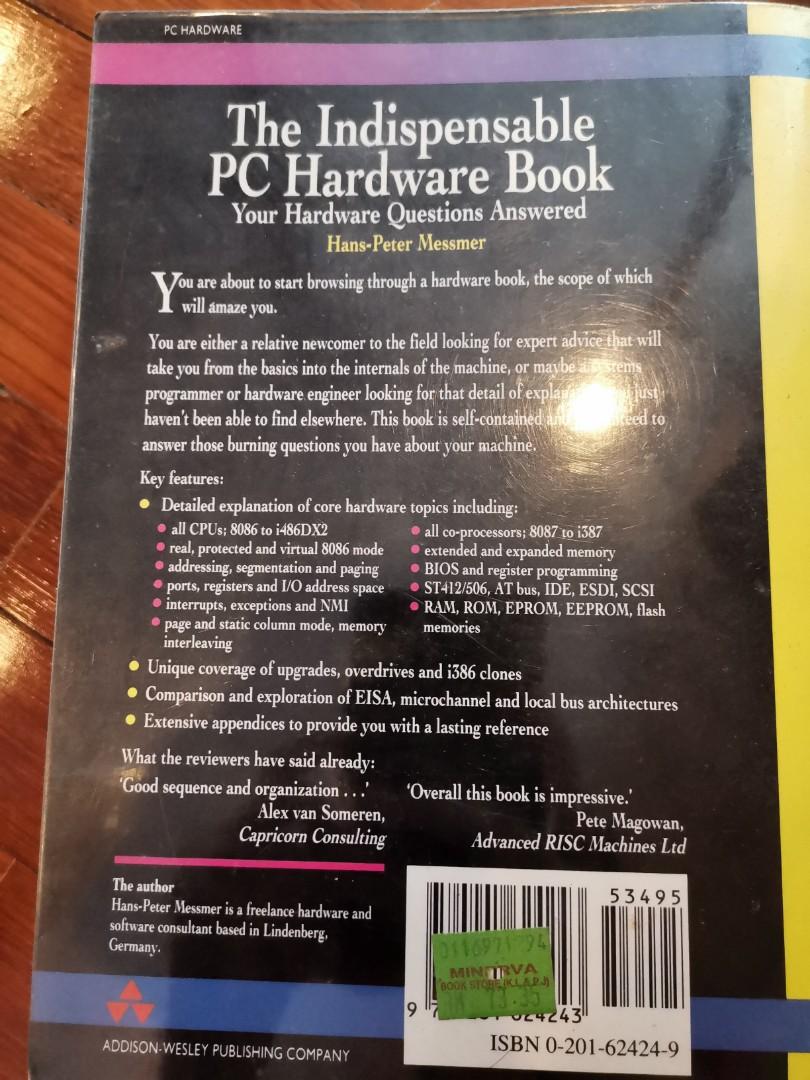 PC HARDWARE
The Indispensable
PC Hardware Book
Your Hardware Questions Answered
Hans-Peter Messmer
You are about to start browsing through a hardware book, the scope of which
will amaze you.
You are either a relative newcomer to the field looking for expert advice that will
take you from the basics into the internals of the machine, or maybe a systems
programmer or hardware engineer looking for that detail of just
haven't been able to find elsewhere. This book is self-contained to
answer those burning questions you have about your machine.
Key features:
• Detailed explanation of core hardware topics including:
• all CPUs; 8086 to i486DX2
• real, protected and virtual 8086 mode
• addressing, segmentation and paging
• ports, registers and I/O address space
• interrupts, exceptions and NMI
• page and static column mode, memory
interleaving
• all co-processors; 8087 to i387
• extended and expanded memory
• BIOS and register programming
• ST412/506, AT bus, IDE, ESDI, SCSI
• RAM, ROM, EPROM, EEPROM, flash
memories
• Unique coverage of upgrades, overdrives and i386 clones
• Comparison and exploration of EISA, microchannel and local bus architectures
• Extensive appendices to provide you with a lasting reference
What the reviewers have said already:
'Good sequence and organization . . .'
Alex van Someren,
Capricorn Consulting
'Overall this book is impressive.'
Pete Magowan,
Advanced RISC Machines Ltd
The author
Hans-Peter Messmer is a freelance hardware and
software consultant based in Lindenberg,
Germany.
ADDISON-WESLEY PUBLISHING COMPANY
53495
MINERVA
BOOK STORE (K.L. & P.J)
9
624243
ISBN 0-201-62424-9